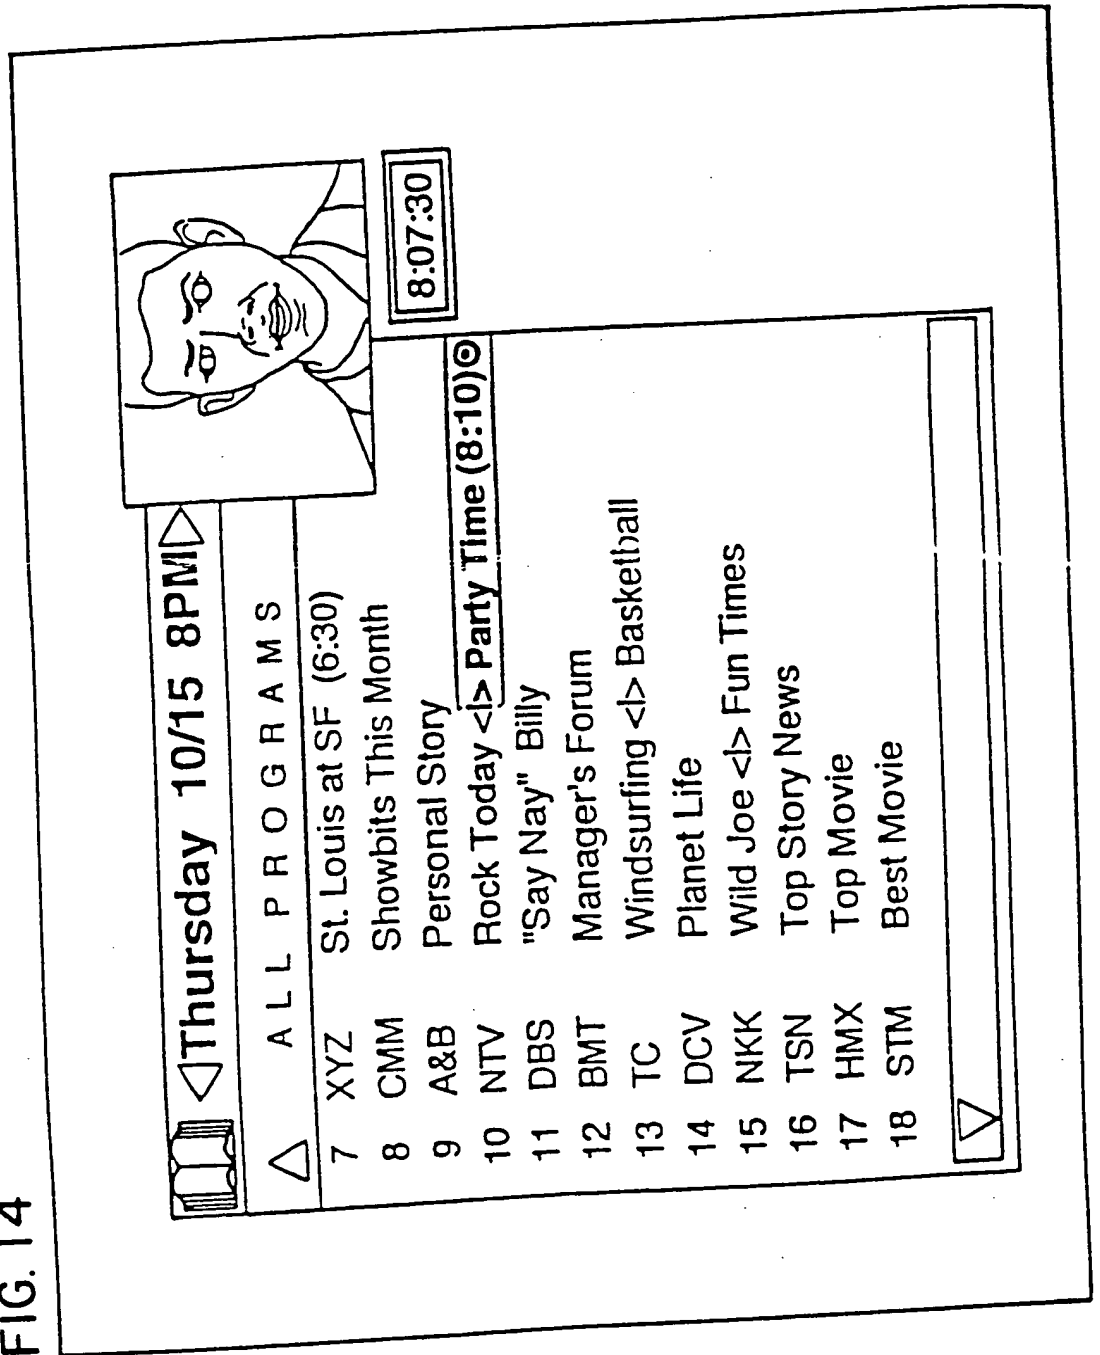 FIG. 14
Thursday 10/15 8PM
ALL PROGRAMS
8:07:30
7 XYZ St. Louis at SF (6:30)
8 CMM Showbits This Month
9 A&B Personal Story
10 NTV Rock Today <I> Party Time (8:10)
11 DBS "Say Nay" Billy
12 BMT Manager's Forum
13 TC Windsurfing <I> Basketball
14 DCV Planet Life
15 NKK Wild Joe <I> Fun Times
16 TSN Top Story News
17 HMX Top Movie
18 STM Best Movie